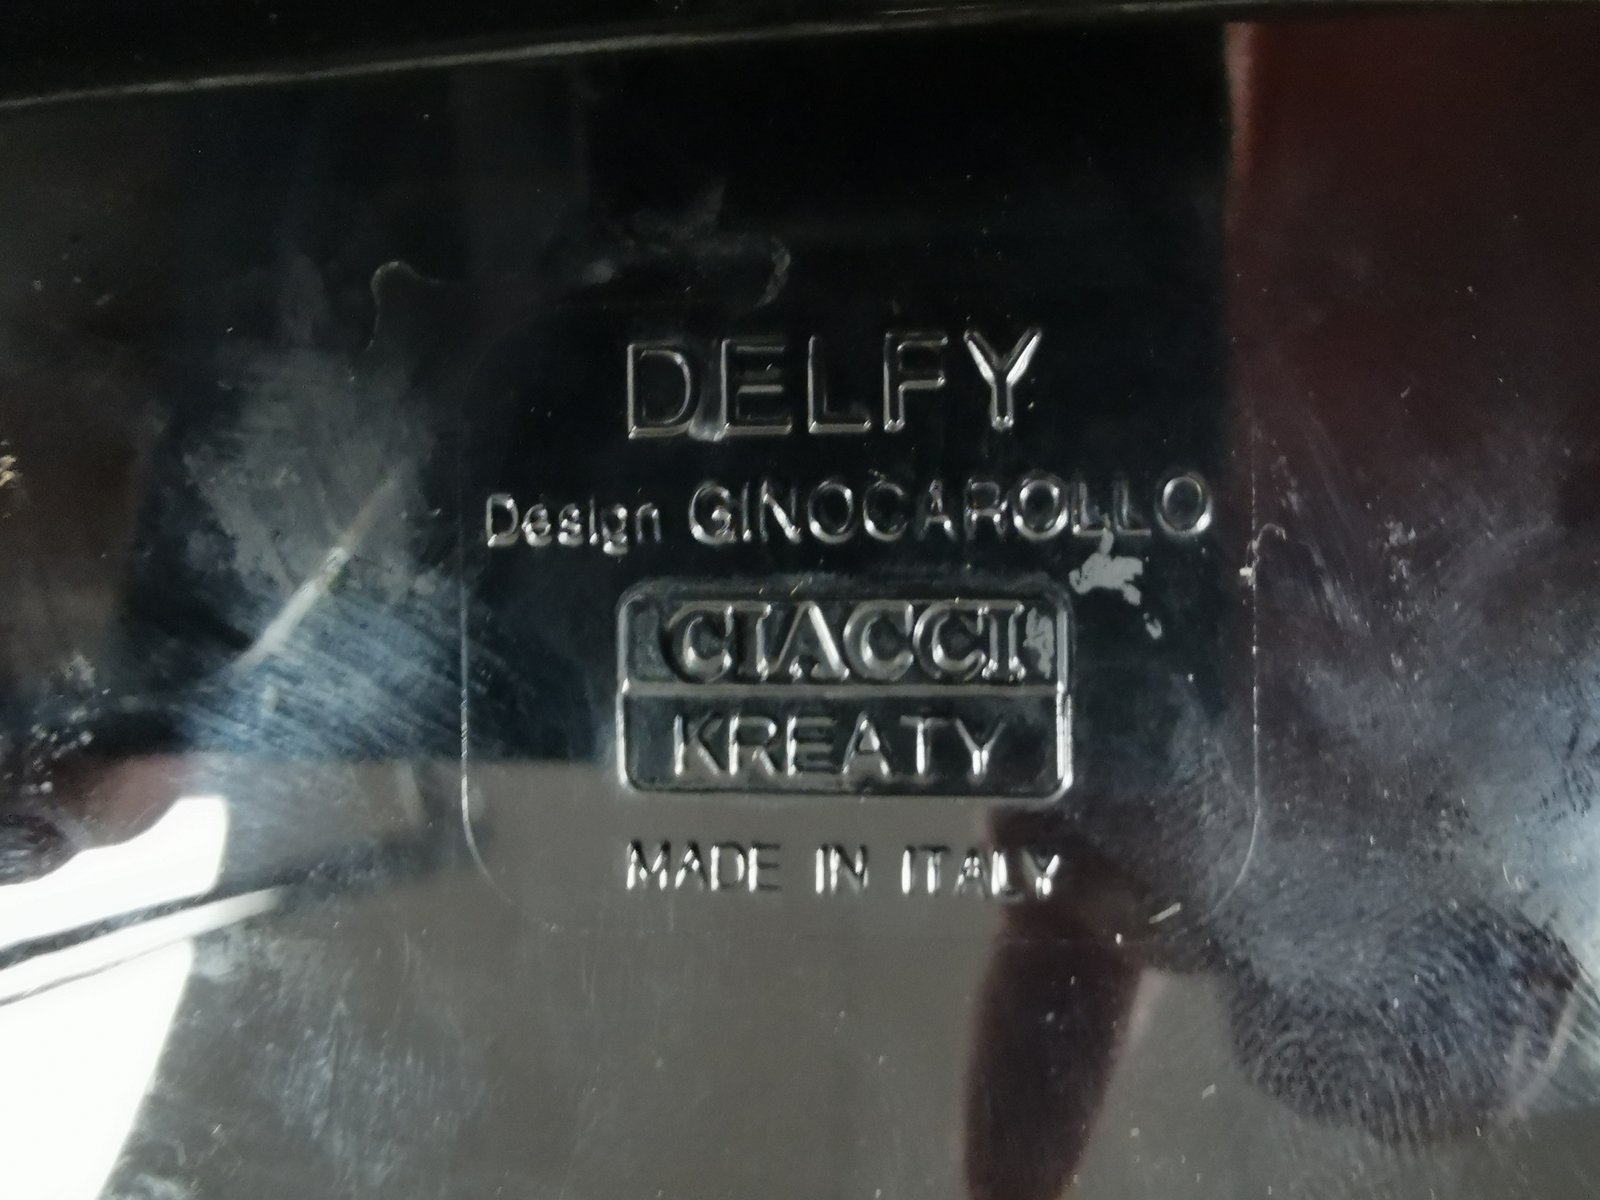 DELFY
Design GINOCAROLLO
CIACCI
KREATY
MADE IN ITALY